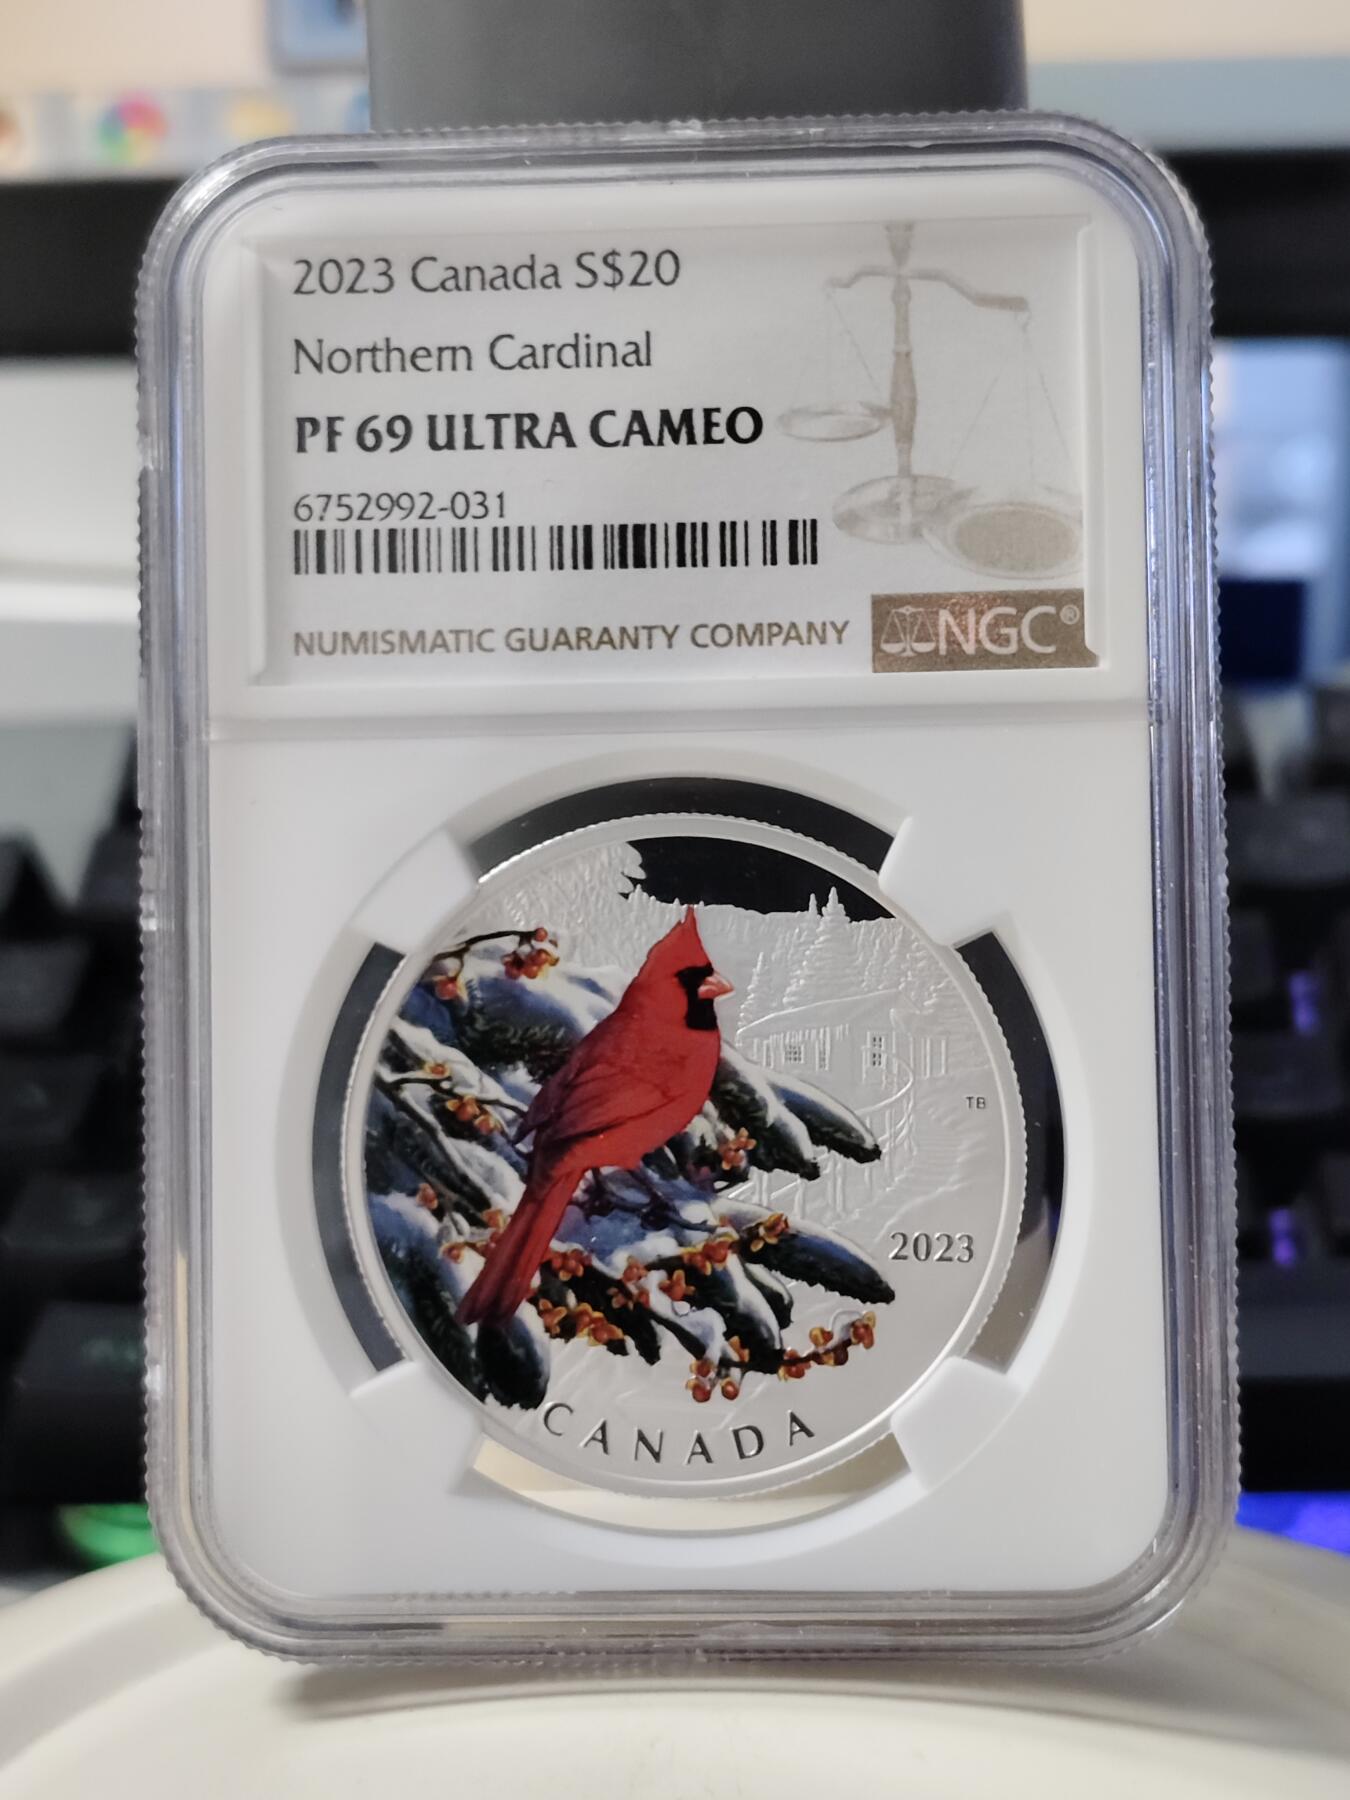 2023 Canada S$20
Northern Cardinal
PF 69 ULTRA CAMEO
6752992-031
NUMISMATIC GUARANTY COMPANY
NGC®
TB
2023
CANADA